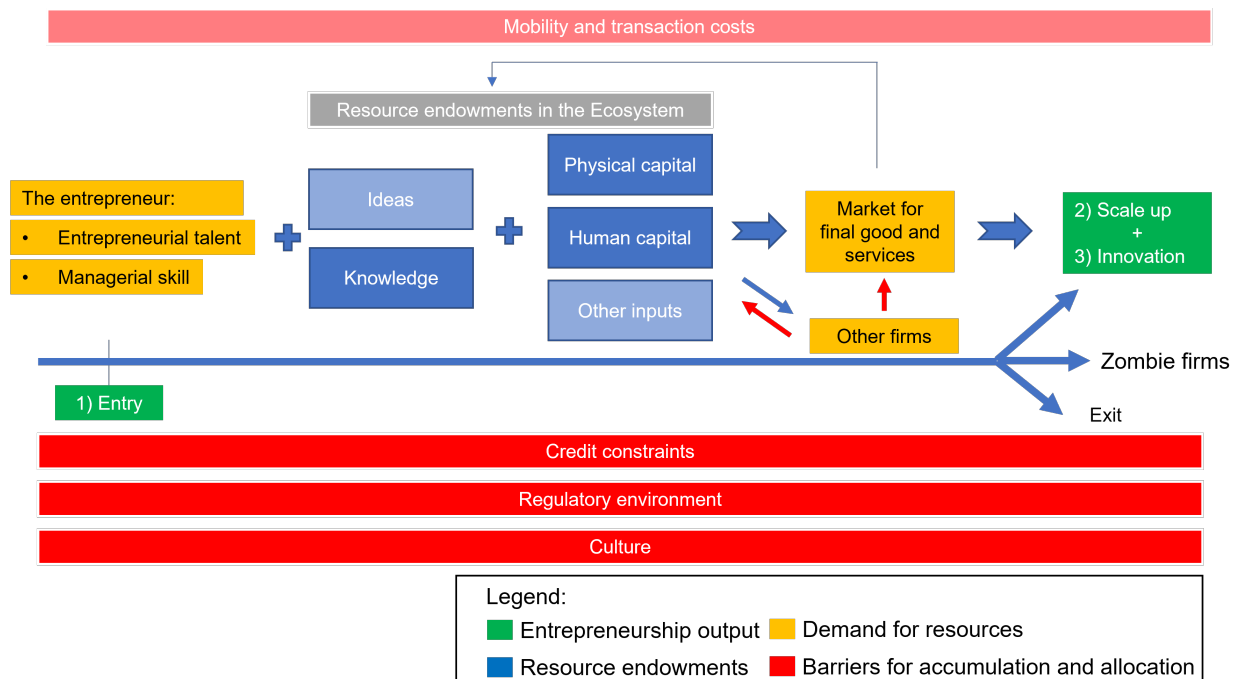 Mobility and transaction costs
Resource endowments in the Ecosystem
Physical capital
The entrepreneur:
Ideas
Market for
final good and
services
2) Scale up
+
3) Innovation
• Entrepreneurial talent
Human capital
• Managerial skill
Knowledge
Other inputs
Other firms
Zombie firms
1) Entry
Exit
Credit constraints
Regulatory environment
Culture
Legend:
Entrepreneurship output
Demand for resources
Resource endowments
Barriers for accumulation and allocation